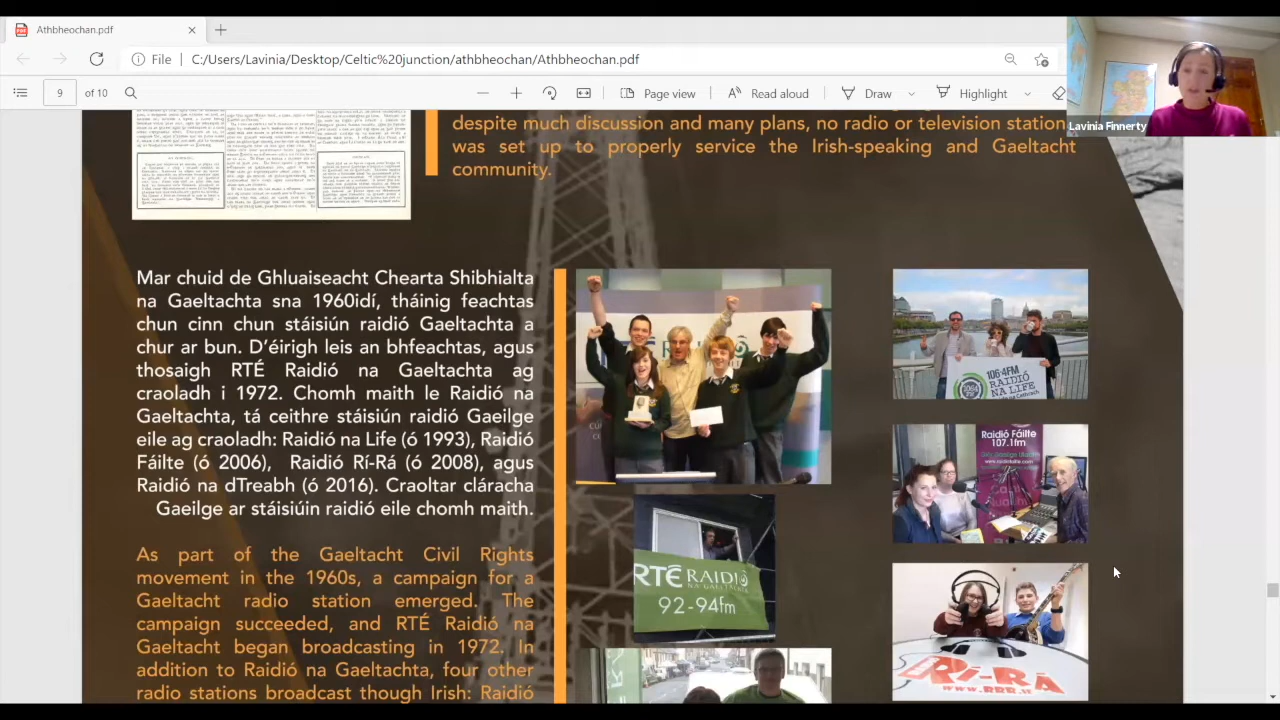 Athbheochan.pdf
File
C:/Users/Lavinia/Desktop/Celtic%20junction/athbheochan/Athbheochan.pdf
9 of 10
Page view
Read aloud
Draw
Highlight
Lavinia Finnerty
despite much discussion and many plans, no radio or television station
was set up to properly service the Irish-speaking and Gaeltacht
community.
Mar chuid de Ghluaiseacht Chearta Shibhialta
na Gaeltachta sna 1960idí, tháinig feachtas
chun cinn chun stáisiún raidió Gaeltachta a
chur ar bun. D'éirigh leis an bhfeachtas, agus
thosaigh RTÉ Raidió na Gaeltachta ag
craoladh i 1972. Chomh maith le Raidió na
Gaeltachta, tá ceithre stáisiún raidió Gaeilge
eile ag craoladh: Raidió na Life (ó 1993), Raidió
Fáilte (ó 2006), Raidió Rí-Rá (ó 2008), agus
Raidió na dTreabh (ó 2016). Craoltar cláracha
Gaeilge ar stáisiúin raidió eile chomh maith.
As part of the Gaeltacht Civil Rights
movement in the 1960s, a campaign for a
Gaeltacht radio station emerged. The
campaign succeeded, and RTÉ Raidió na
Gaeltacht began broadcasting in 1972. In
addition to Raidió na Gaeltachta, four other
radio stations broadcast though Irish: Raidió
RTÉ RAIDIÓ
NA GAELTACHTA
92-94fm
106·4FM
RAIDIÓ
NA LIFE
Raidió Fáilte
107.1fm
RÍ-RÁ